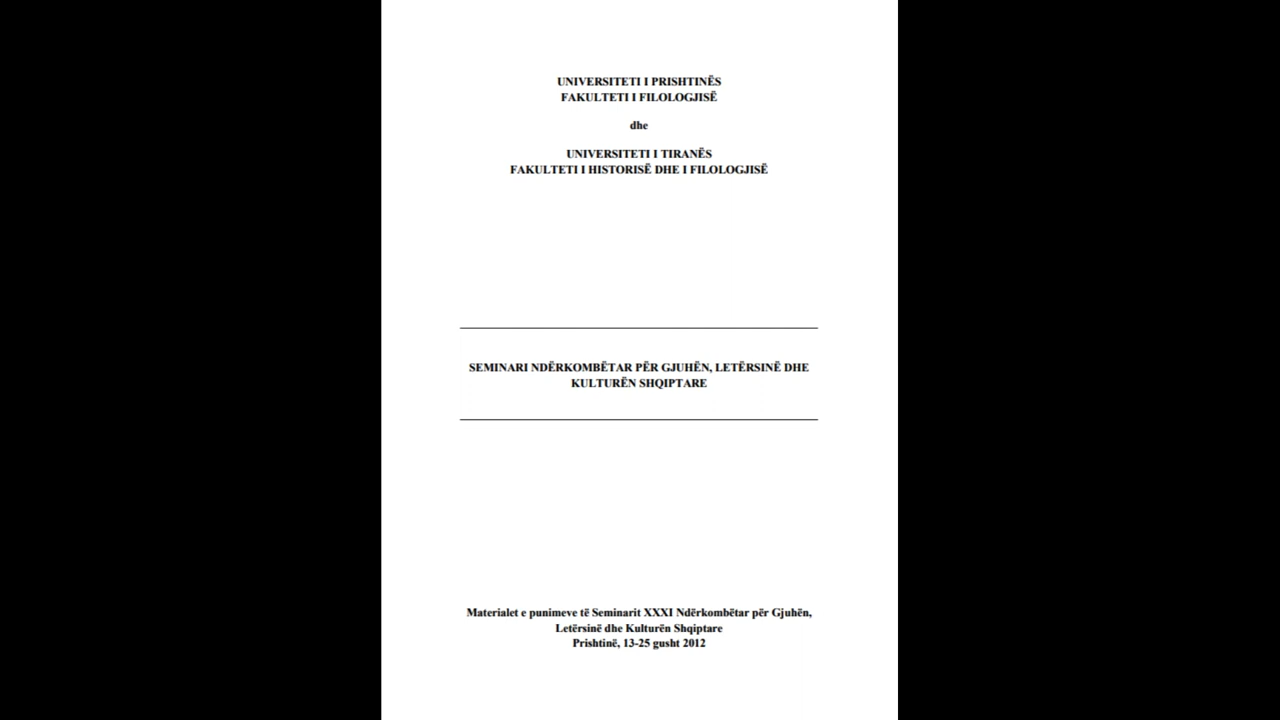 UNIVERSITETI I PRISHTINËS
FAKULTETI I FILOLOGJISË
dhe
UNIVERSITETI I TIRANËS
FAKULTETI I HISTORISË DHE I FILOLOGJISË
SEMINARI NDËRKOMBËTAR PËR GJUHËN, LETËRSINË DHE
KULTURËN SHQIPTARE
Materialet e punimeve të Seminarit XXXI Ndërkombëtar për Gjuhën,
Letërsinë dhe Kulturën Shqiptare
Prishtinë, 13-25 gusht 2012